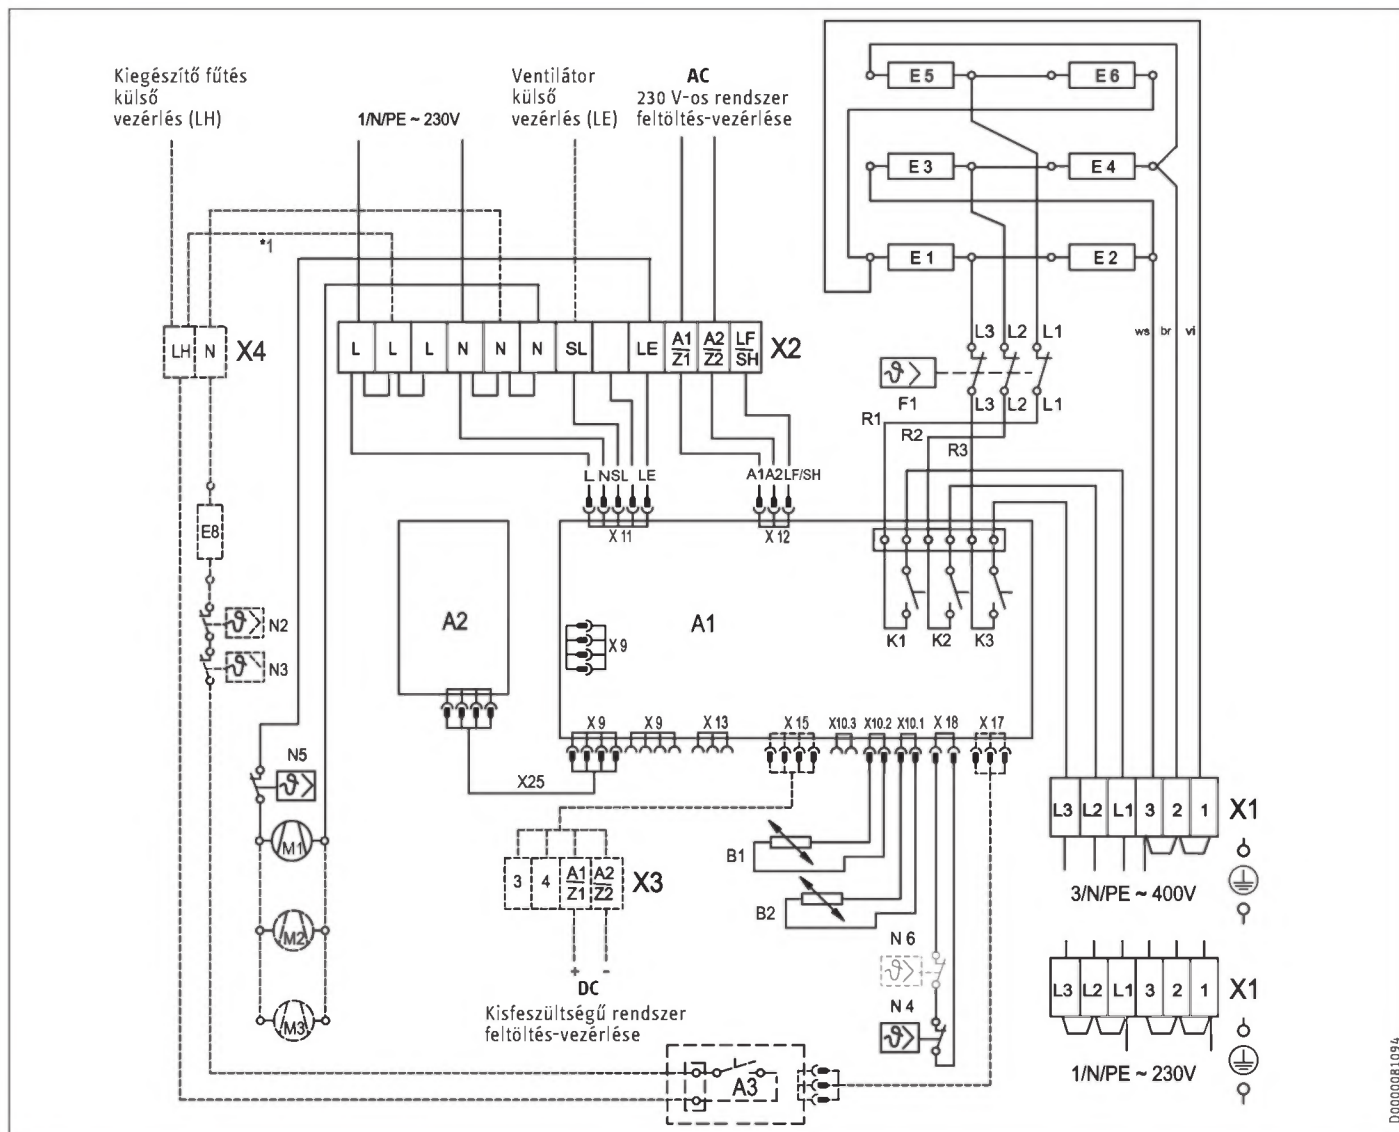 Kiegészítő fűtés
külső
vezérlés (LH)
1/N/PE ~ 230V
Ventilátor
külső
vezérlés (LE)
AC
230 V-os rendszer
feltöltés-vezérlése
E 5
E 6
E 3
E 4
E 1
E 2
*1
LH
N
X4
L
L
L
N
N
N
SL
LE
A1
Z1
A2
Z2
LF
SH
X2
L3
L2
L1
ws
br
vi
F1
L3
L2
L1
R1
R2
R3
L
N
SL
LE
A1
A2
LF/SH
X 11
X 12
E8
A2
A1
X 9
K1
K2
K3
N2
N3
X 9
X 9
X 13
X 15
X10.3
X10.2
X10.1
X 18
X 17
X25
N5
M1
M2
M3
3
4
A1
Z1
A2
Z2
X3
+
-
DC
Kisfeszültségű rendszer
feltöltés-vezérlése
B1
B2
N 6
N 4
A3
L3
L2
L1
3
2
1
X1
3/N/PE ~ 400V
L3
L2
L1
3
2
1
X1
1/N/PE ~ 230V
D0000081094